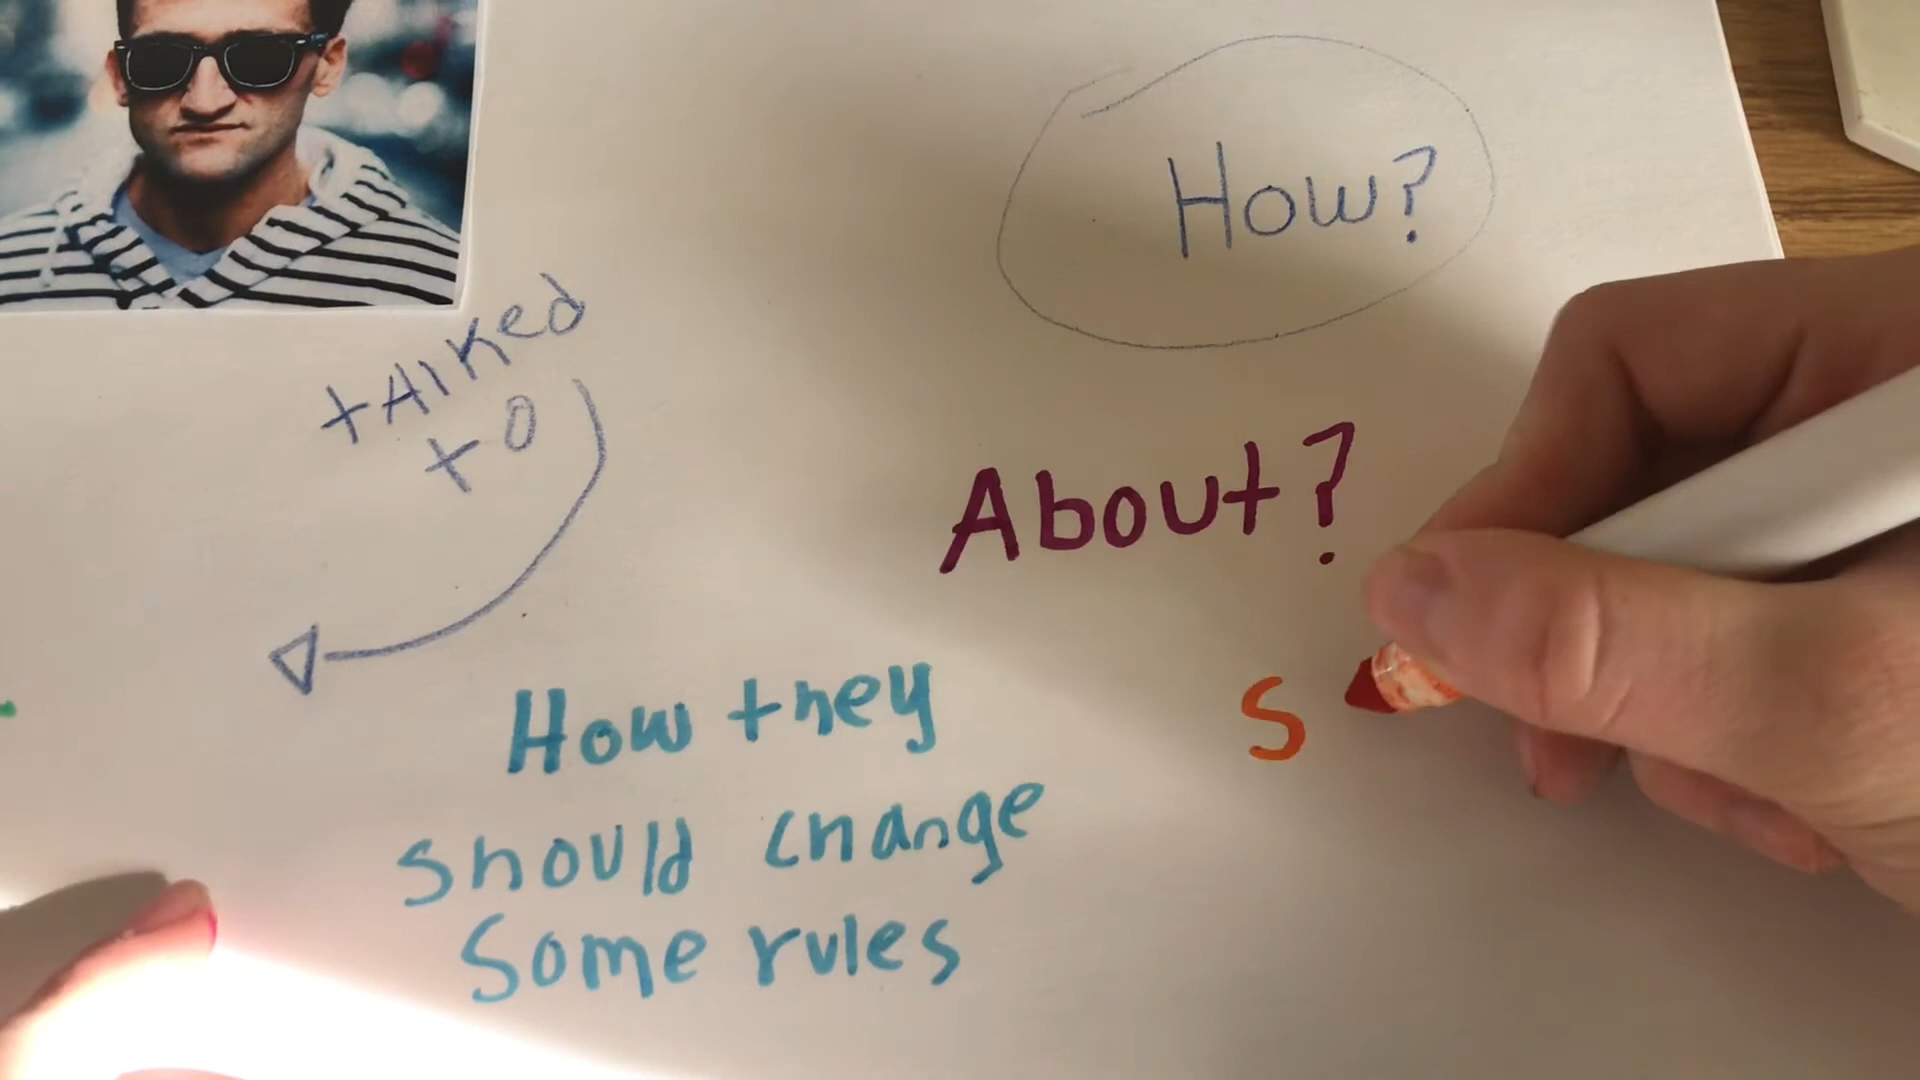 How?
tAlked
to
About?
How they
should change
Some rules
S